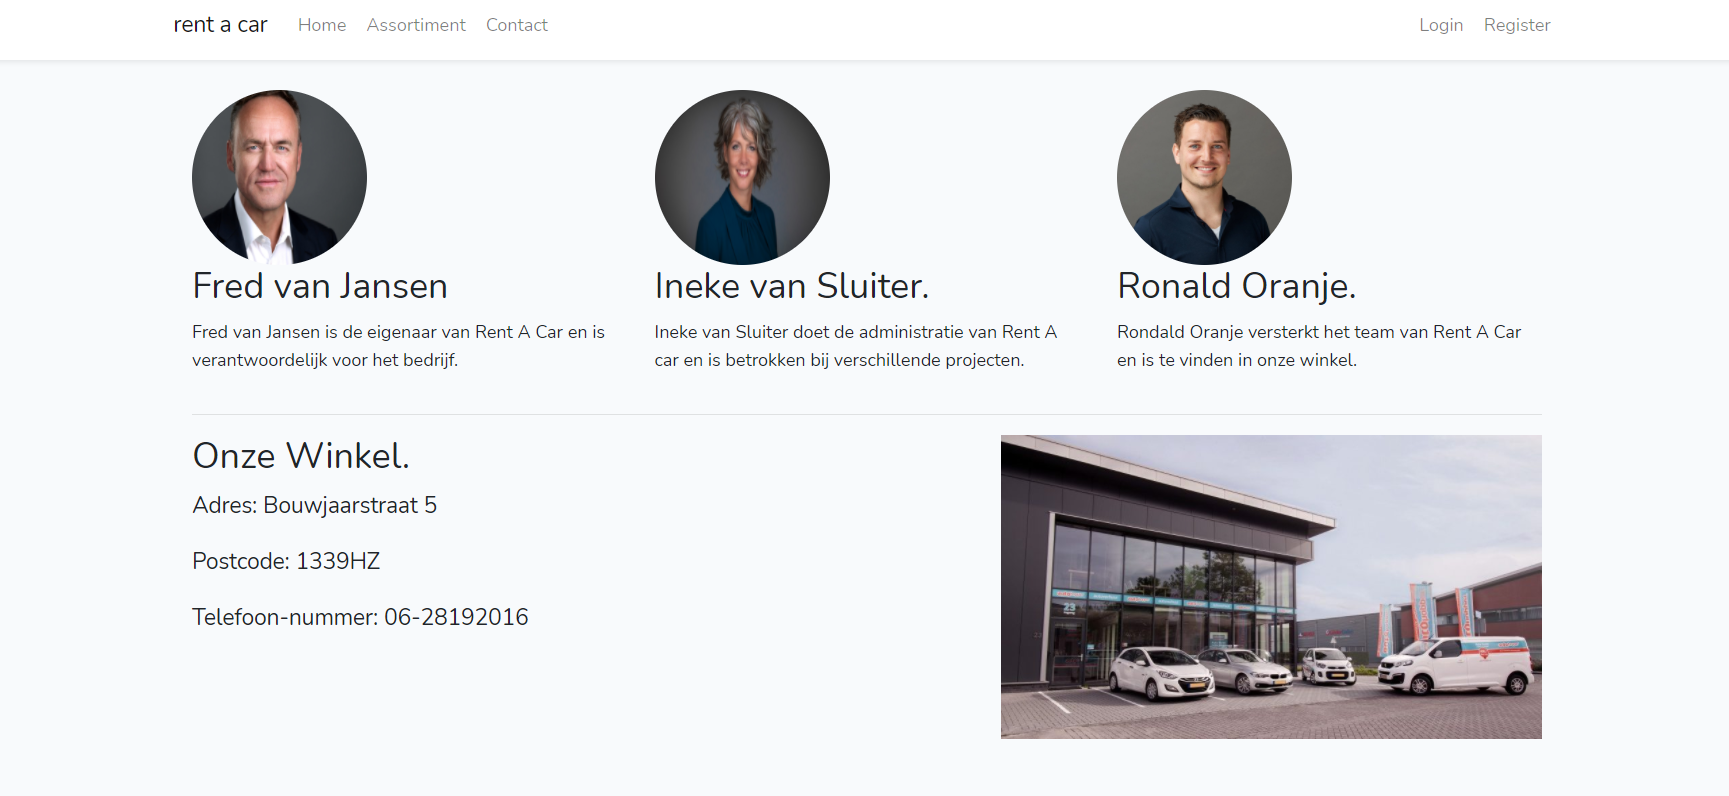 rent a car Home Assortiment Contact Login Register
Fred van Jansen
Fred van Jansen is de eigenaar van Rent A Car en is
verantwoordelijk voor het bedrijf.
Ineke van Sluiter.
Ineke van Sluiter doet de administratie van Rent A
car en is betrokken bij verschillende projecten.
Ronald Oranje.
Rondald Oranje versterkt het team van Rent A Car
en is te vinden in onze winkel.
Onze Winkel.
Adres: Bouwjaarstraat 5
Postcode: 1339HZ
Telefoon-nummer: 06-28192016
23